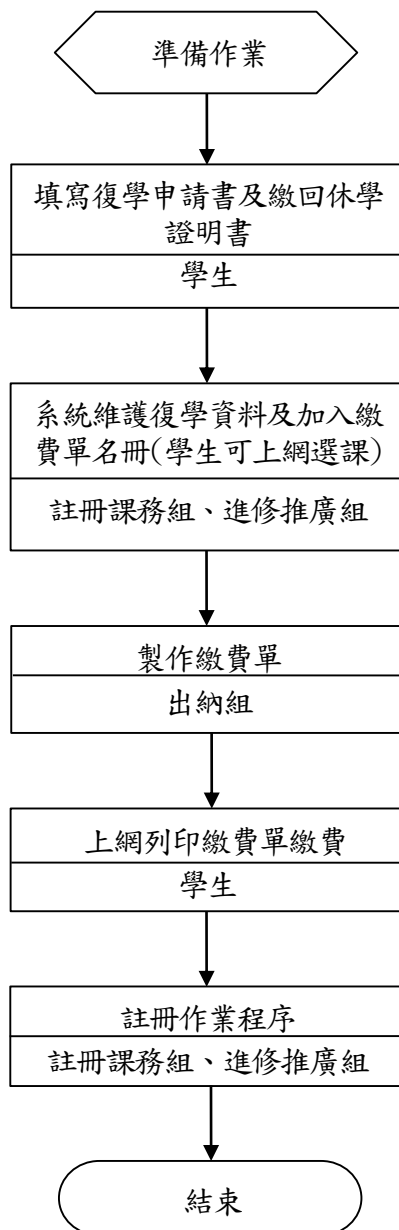 準備作業
填寫復學申請書及繳回休學
證明書
學生
系統維護復學資料及加入繳
費單名冊(學生可上網選課)
註冊課務組、進修推廣組
製作繳費單
出納組
上網列印繳費單繳費
學生
註冊作業程序
註冊課務組、進修推廣組
結束